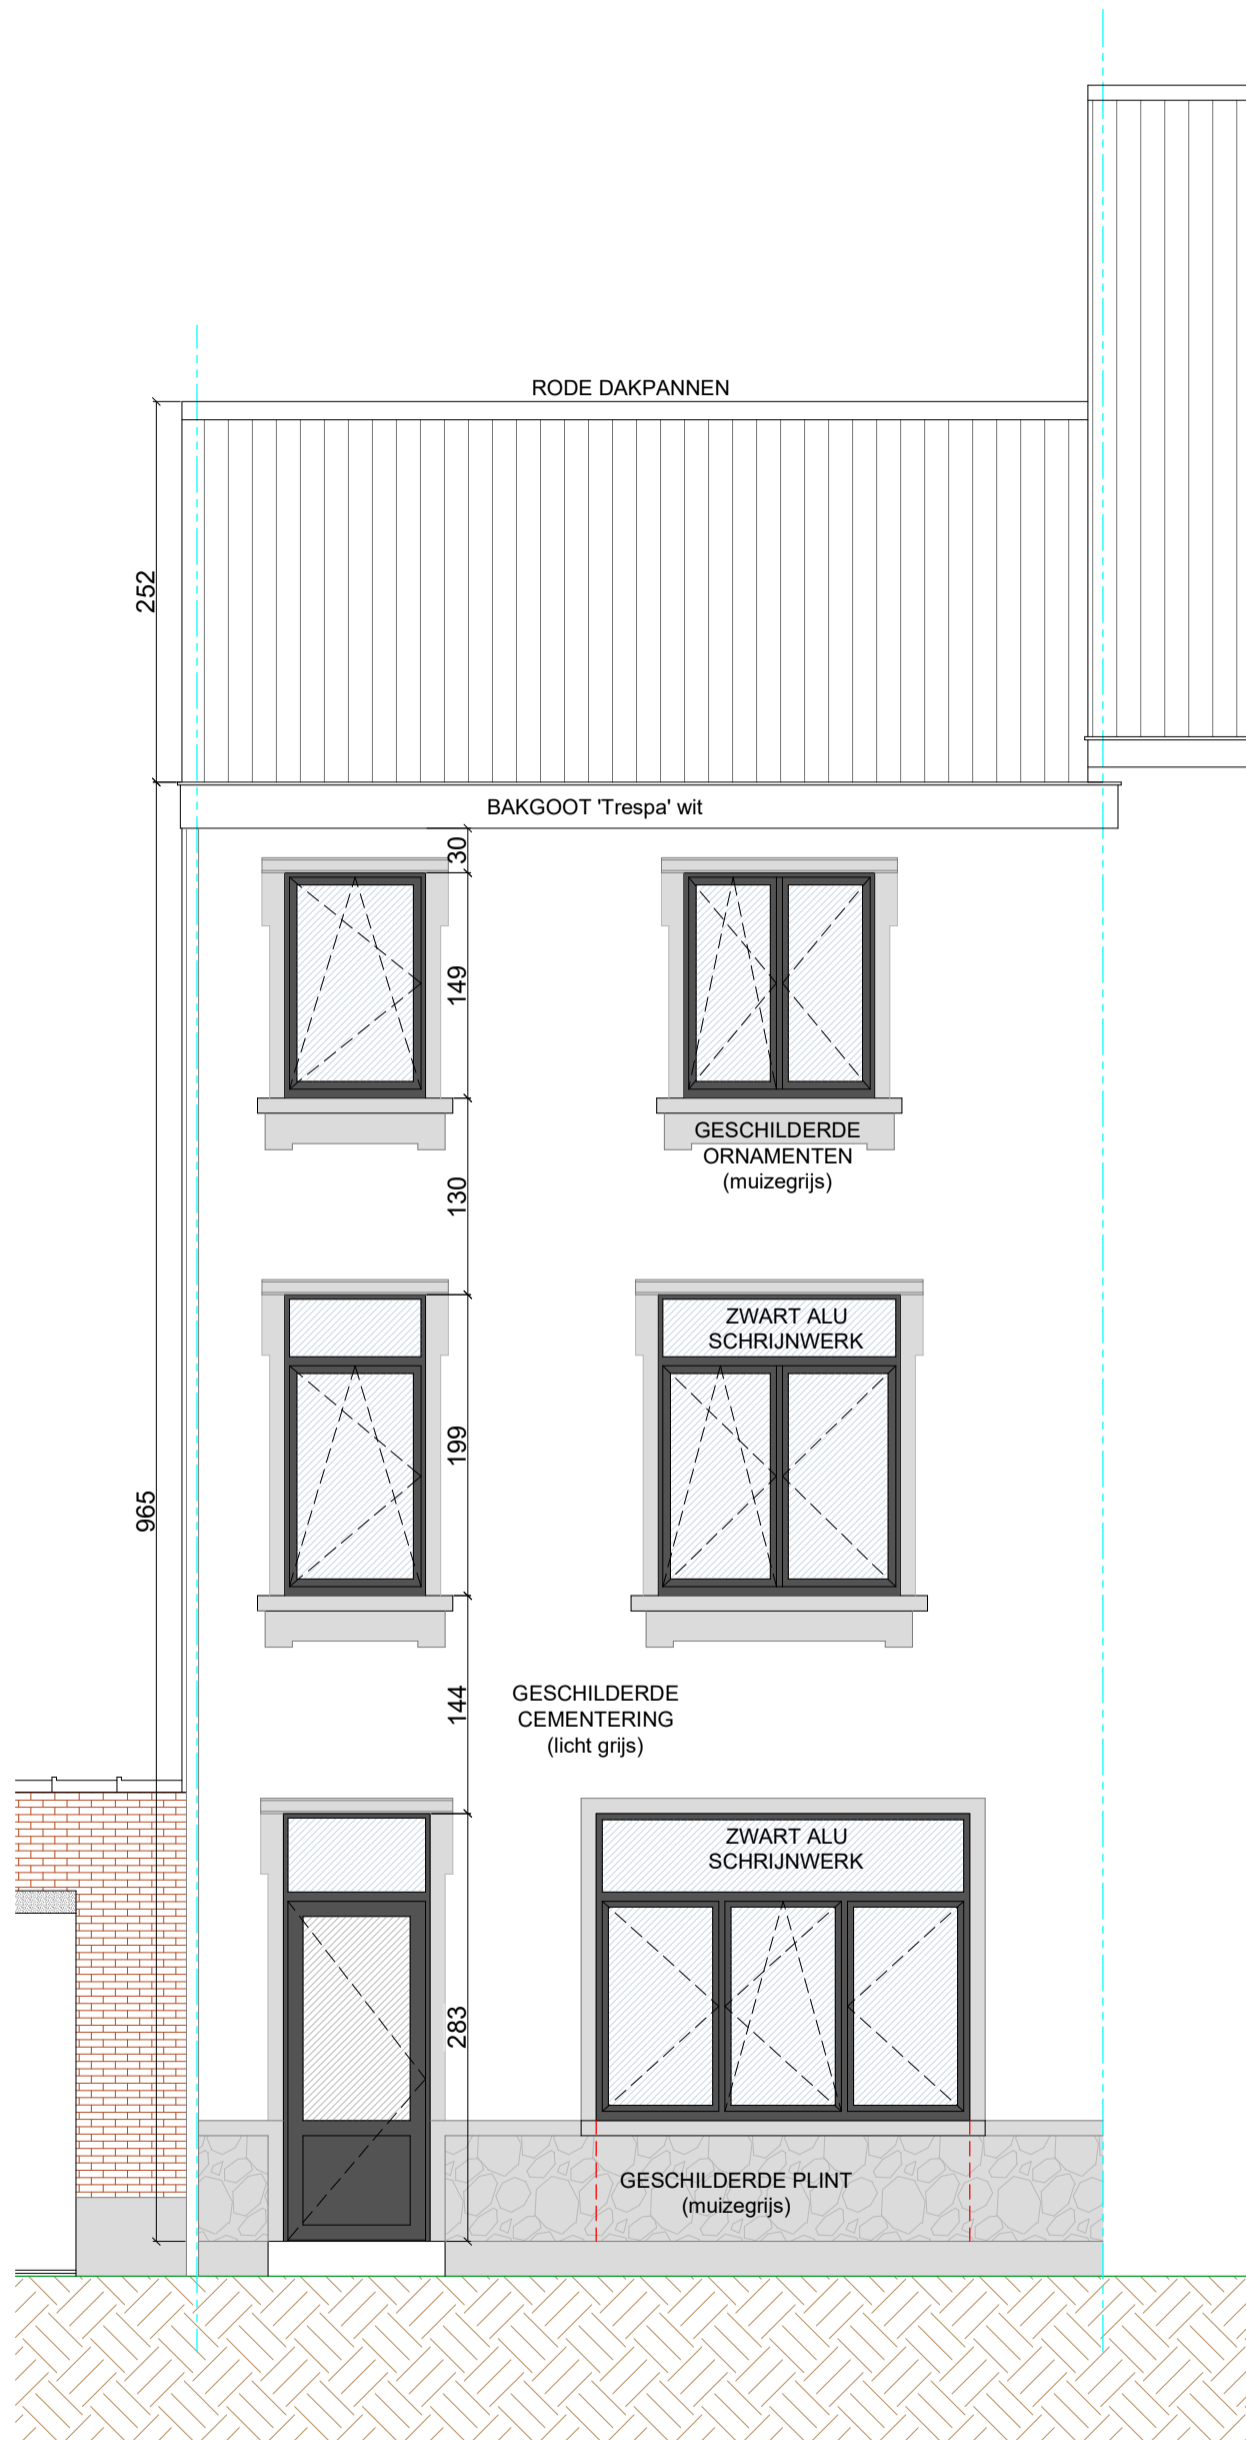 RODE DAKPANNEN
252
BAKGOOT 'Trespa' wit
30
149
GESCHILDERDE
ORNAMENTEN
(muizegrijs)
130
ZWART ALU
SCHRIJNWERK
199
965
144
GESCHILDERDE
CEMENTERING
(licht grijs)
ZWART ALU
SCHRIJNWERK
283
GESCHILDERDE PLINT
(muizegrijs)